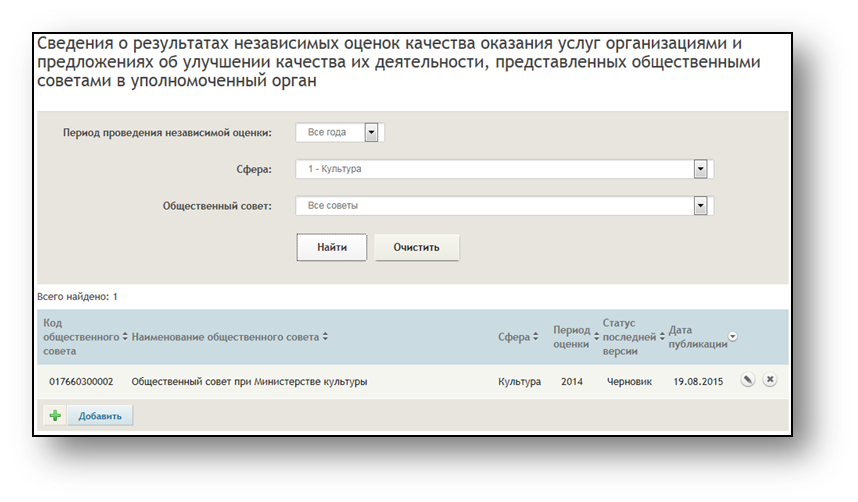 Сведения о результатах независимых оценок качества оказания услуг организациями и
предложениях об улучшении качества их деятельности, представленных общественными
советами в уполномоченный орган
Период проведения независимой оценки: Все года
Сфера: 1 - Культура
Общественный совет: Все советы
Найти Очистить
Всего найдено: 1
Код общественного совета Наименование общественного совета Сфера Период оценки Статус последней версии Дата публикации
017660300002 Общественный совет при Министерстве культуры Культура 2014 Черновик 19.08.2015
Добавить